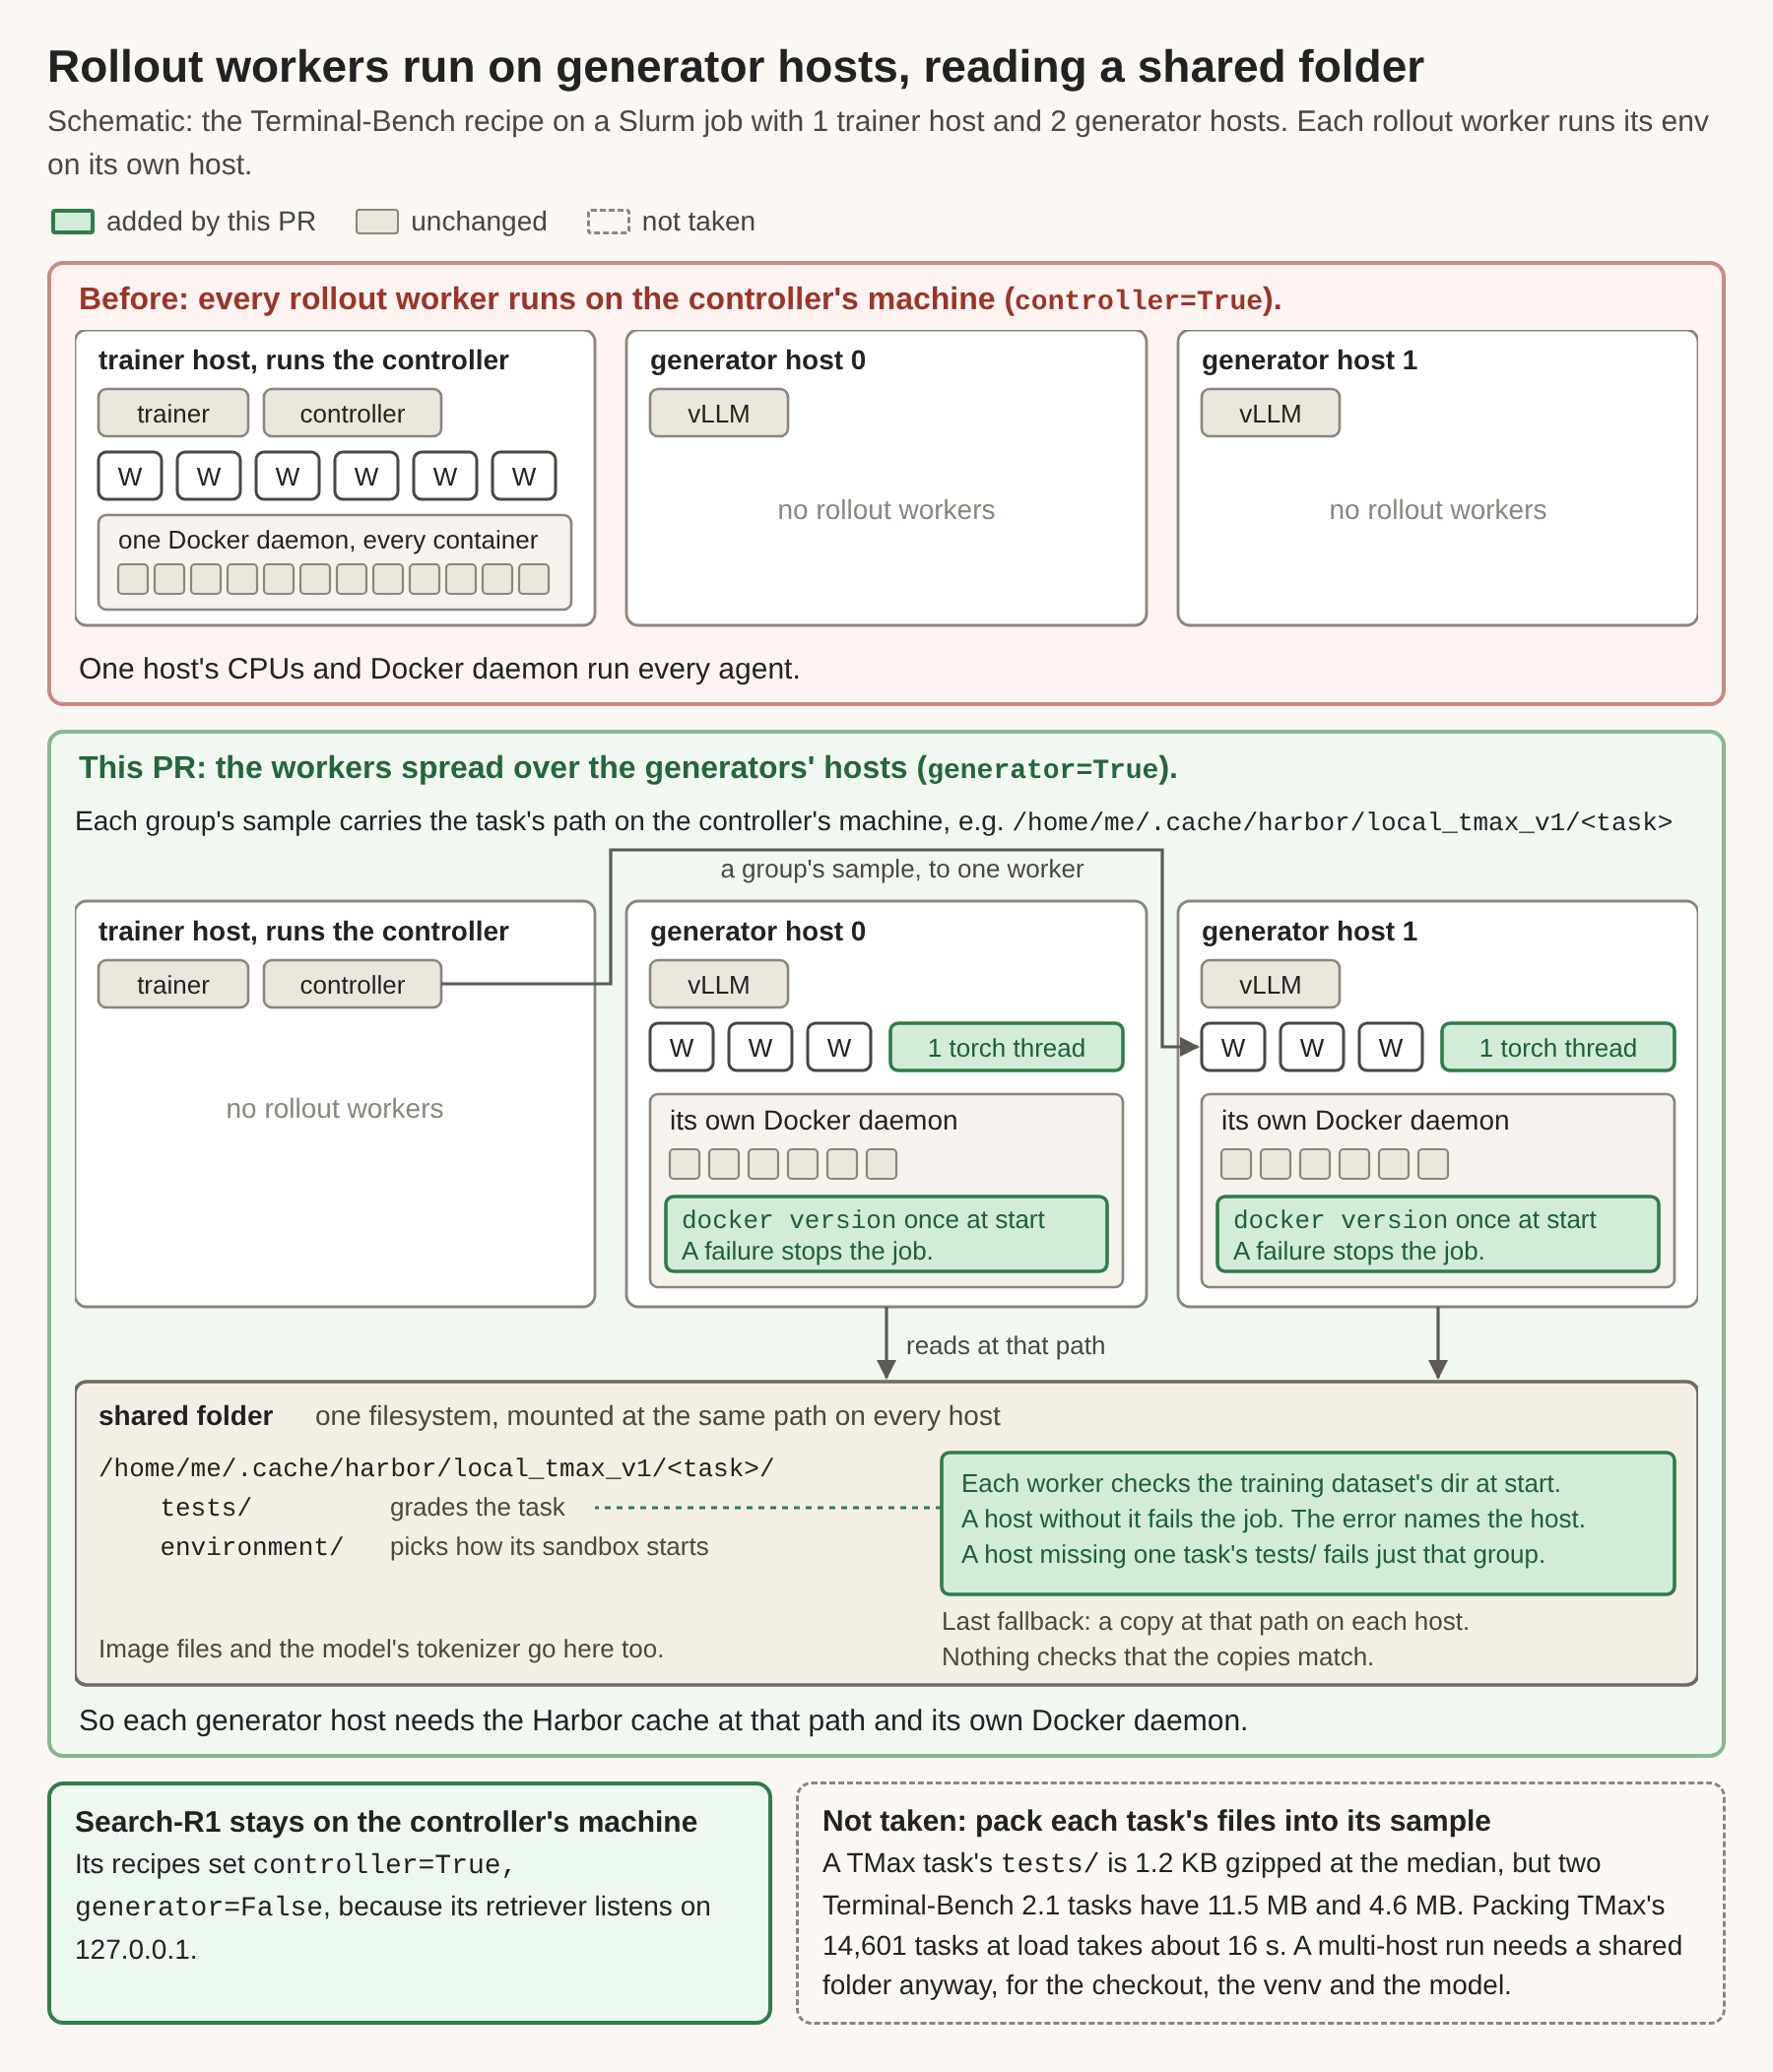 Rollout workers run on generator hosts, reading a shared folder
Schematic: the Terminal-Bench recipe on a Slurm job with 1 trainer host and 2 generator hosts. Each rollout worker runs its env
on its own host.
added by this PR
unchanged
not taken
Before: every rollout worker runs on the controller's machine (controller=True).
trainer host, runs the controller
trainer
controller
W W W W W W
one Docker daemon, every container
generator host 0
vLLM
no rollout workers
generator host 1
vLLM
no rollout workers
One host's CPUs and Docker daemon run every agent.
This PR: the workers spread over the generators' hosts (generator=True).
Each group's sample carries the task's path on the controller's machine, e.g. /home/me/.cache/harbor/local_tmax_v1/<task>
a group's sample, to one worker
trainer host, runs the controller
trainer
controller
no rollout workers
generator host 0
vLLM
W W W
1 torch thread
its own Docker daemon
docker version once at start
A failure stops the job.
generator host 1
vLLM
W W W
1 torch thread
its own Docker daemon
docker version once at start
A failure stops the job.
reads at that path
shared folder one filesystem, mounted at the same path on every host
/home/me/.cache/harbor/local_tmax_v1/<task>/
tests/ grades the task
environment/ picks how its sandbox starts
Image files and the model's tokenizer go here too.
Each worker checks the training dataset's dir at start.
A host without it fails the job. The error names the host.
A host missing one task's tests/ fails just that group.
Last fallback: a copy at that path on each host.
Nothing checks that the copies match.
So each generator host needs the Harbor cache at that path and its own Docker daemon.
Search-R1 stays on the controller's machine
Its recipes set controller=True,
generator=False, because its retriever listens on
127.0.0.1.
Not taken: pack each task's files into its sample
A TMax task's tests/ is 1.2 KB gzipped at the median, but two
Terminal-Bench 2.1 tasks have 11.5 MB and 4.6 MB. Packing TMax's
14,601 tasks at load takes about 16 s. A multi-host run needs a shared
folder anyway, for the checkout, the venv and the model.